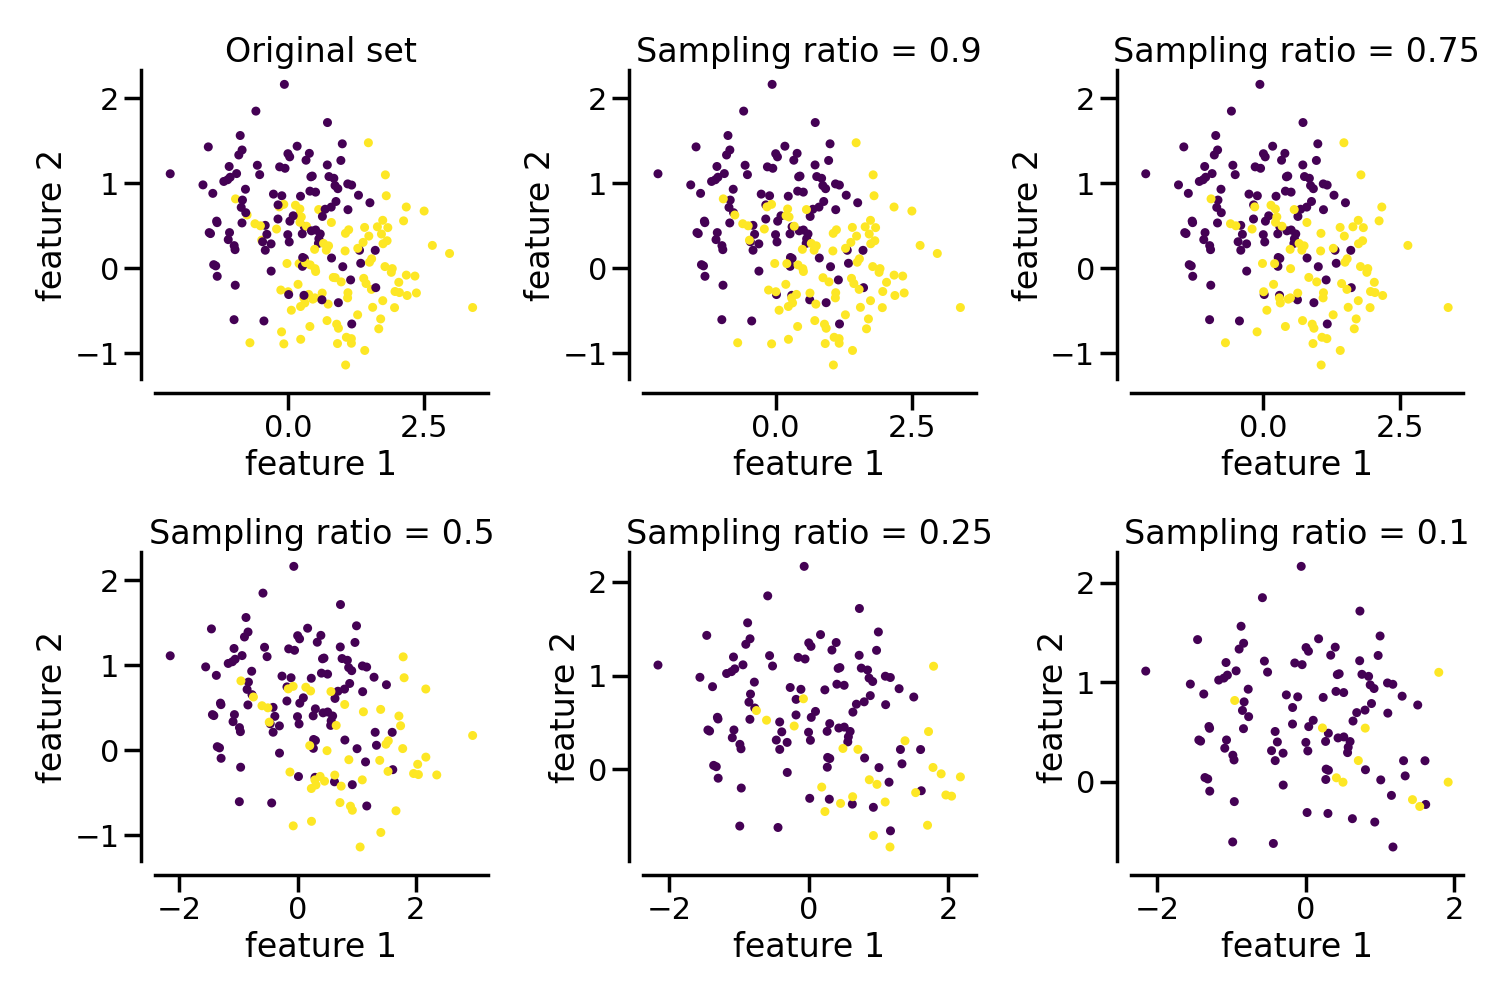 Original set
Sampling ratio = 0.9
Sampling ratio = 0.75
2
1
0
−1
feature 2
0.0
2.5
feature 1
2
1
0
−1
feature 2
0.0
2.5
feature 1
2
1
0
−1
feature 2
0.0
2.5
feature 1
Sampling ratio = 0.5
Sampling ratio = 0.25
Sampling ratio = 0.1
2
1
0
−1
feature 2
−2
0
2
feature 1
2
1
0
feature 2
−2
0
2
feature 1
2
1
0
feature 2
−2
0
2
feature 1